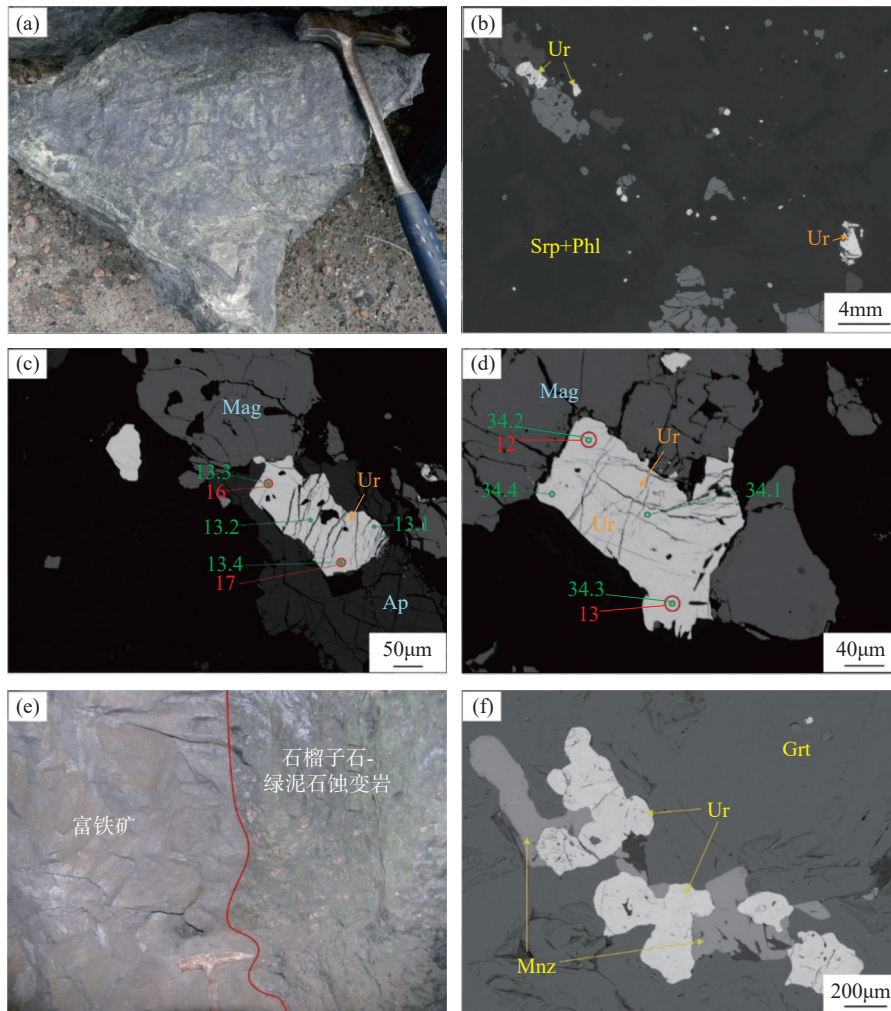 (a)
(b)
Ur
Srp+Phl
Ur
4mm
(c)
Mag
13.3
16
Ur
13.2
13.1
13.4
17
Ap
50μm
(d)
Mag
34.2
12
Ur
34.4
34.1
Ur
34.3
13
40μm
(e)
石榴子石-
绿泥石蚀变岩
富铁矿
(f)
Grt
Ur
Mnz
200μm